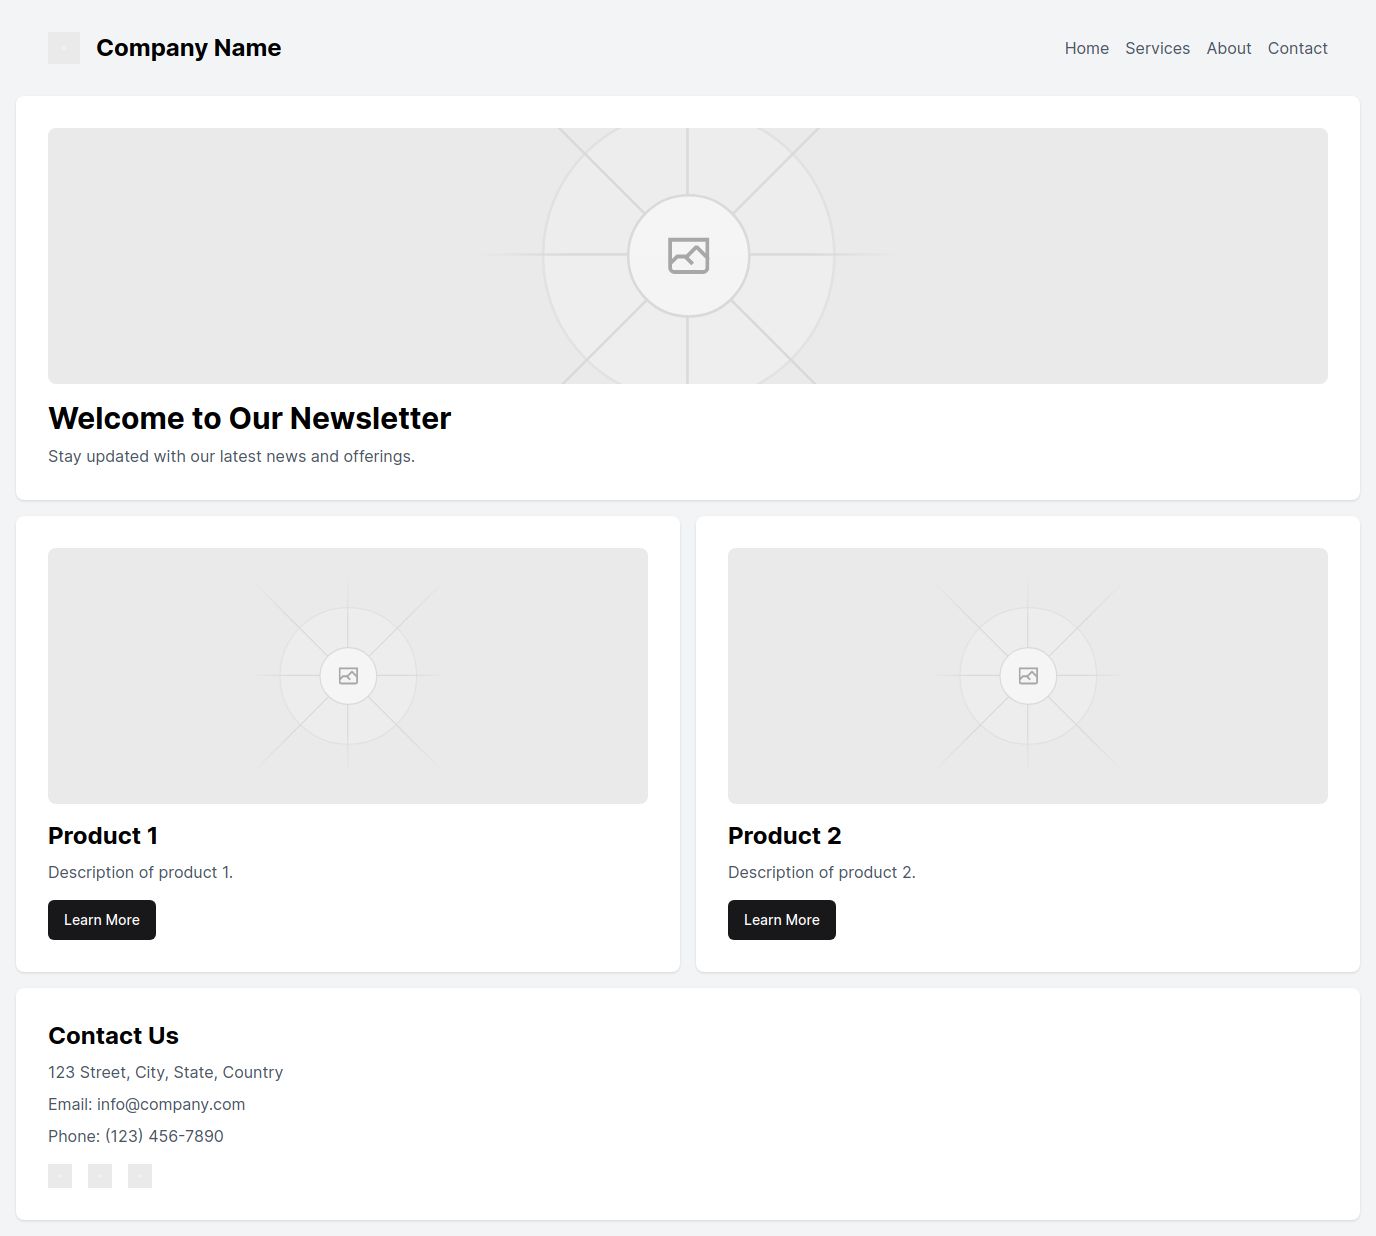 Company Name
Home Services About Contact
Welcome to Our Newsletter
Stay updated with our latest news and offerings.
Product 1
Description of product 1.
Learn More
Product 2
Description of product 2.
Learn More
Contact Us
123 Street, City, State, Country
Email: info@company.com
Phone: (123) 456-7890